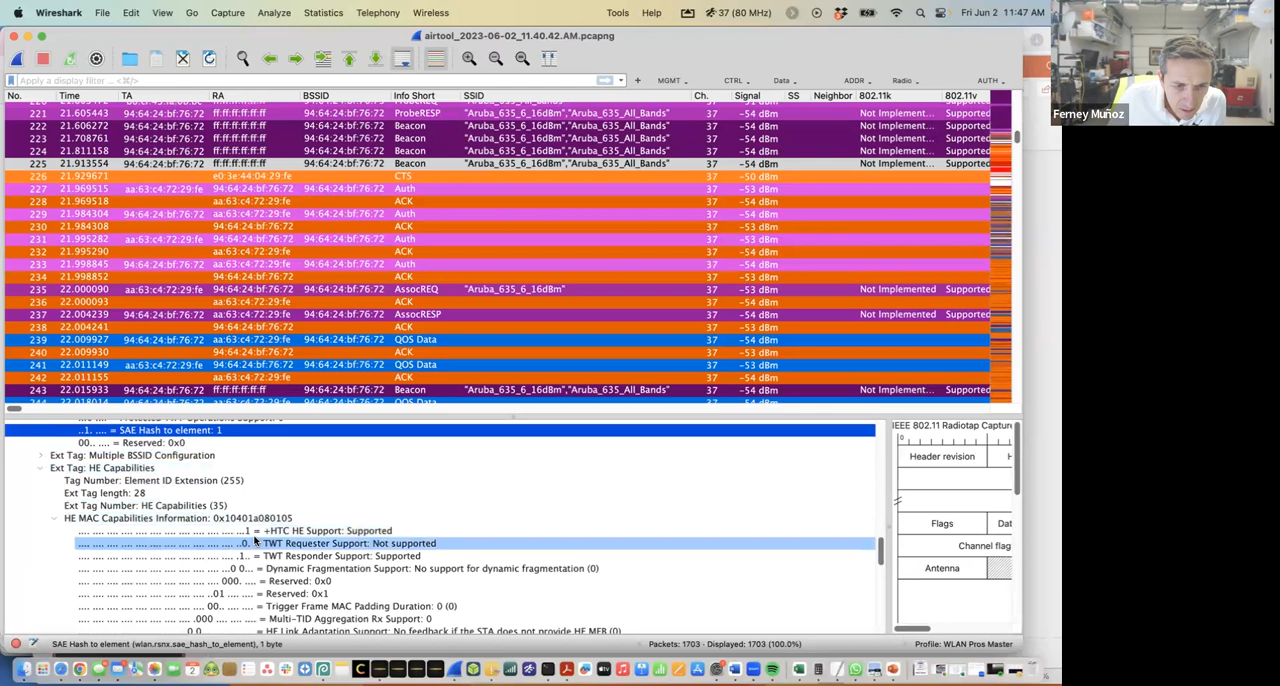 Wireshark File Edit View Go Capture Analyze Statistics Telephony Wireless Tools Help 37 (80 MHz) Fri Jun 2 11:47 AM
airtool_2023-06-02_11.40.42.AM.pcapng
Apply a display filter ... <⌘/> + MGMT CTRL Data ADDR Radio AUTH
No. Time TA RA BSSID Info Short SSID Ch. Signal SS Neighbor 802.11k 802.11v
221 21.605443 94:64:24:bf:76:72 ff:ff:ff:ff:ff:ff 94:64:24:bf:76:72 ProbeRESP "Aruba_635_6_16dBm","Aruba_635_All_Bands" 37 -54 dBm Not Implement... Supported
222 21.606272 94:64:24:bf:76:72 ff:ff:ff:ff:ff:ff 94:64:24:bf:76:72 Beacon "Aruba_635_6_16dBm","Aruba_635_All_Bands" 37 -54 dBm Not Implement... Supported
223 21.708761 94:64:24:bf:76:72 ff:ff:ff:ff:ff:ff 94:64:24:bf:76:72 Beacon "Aruba_635_6_16dBm","Aruba_635_All_Bands" 37 -54 dBm Not Implement... Supported
224 21.811158 94:64:24:bf:76:72 ff:ff:ff:ff:ff:ff 94:64:24:bf:76:72 Beacon "Aruba_635_6_16dBm","Aruba_635_All_Bands" 37 -54 dBm Not Implement... Supported
225 21.913554 94:64:24:bf:76:72 ff:ff:ff:ff:ff:ff 94:64:24:bf:76:72 Beacon "Aruba_635_6_16dBm","Aruba_635_All_Bands" 37 -54 dBm Not Implement... Supported
226 21.929671 e0:3e:44:04:29:fe CTS 37 -50 dBm
227 21.969515 aa:63:c4:72:29:fe 94:64:24:bf:76:72 94:64:24:bf:76:72 Auth 37 -53 dBm
228 21.969518 aa:63:c4:72:29:fe ACK 37 -54 dBm
229 21.984304 94:64:24:bf:76:72 aa:63:c4:72:29:fe 94:64:24:bf:76:72 Auth 37 -54 dBm
230 21.984308 94:64:24:bf:76:72 ACK 37 -54 dBm
231 21.995282 aa:63:c4:72:29:fe 94:64:24:bf:76:72 94:64:24:bf:76:72 Auth 37 -54 dBm
232 21.995290 aa:63:c4:72:29:fe ACK 37 -54 dBm
233 21.998845 94:64:24:bf:76:72 aa:63:c4:72:29:fe 94:64:24:bf:76:72 Auth 37 -54 dBm
234 21.998852 94:64:24:bf:76:72 ACK 37 -53 dBm
235 22.000090 aa:63:c4:72:29:fe 94:64:24:bf:76:72 94:64:24:bf:76:72 AssocREQ "Aruba_635_6_16dBm" 37 -53 dBm Not Implemented Supported
236 22.000093 aa:63:c4:72:29:fe ACK 37 -54 dBm
237 22.004239 94:64:24:bf:76:72 aa:63:c4:72:29:fe 94:64:24:bf:76:72 AssocRESP 37 -54 dBm Not Implemented Supported
238 22.004241 94:64:24:bf:76:72 ACK 37 -53 dBm
239 22.009927 94:64:24:bf:76:72 aa:63:c4:72:29:fe 94:64:24:bf:76:72 QOS Data 37 -54 dBm
240 22.009930 94:64:24:bf:76:72 ACK 37 -53 dBm
241 22.011149 aa:63:c4:72:29:fe 94:64:24:bf:76:72 94:64:24:bf:76:72 QOS Data 37 -53 dBm
242 22.011155 aa:63:c4:72:29:fe ACK 37 -54 dBm
243 22.015933 94:64:24:bf:76:72 ff:ff:ff:ff:ff:ff 94:64:24:bf:76:72 Beacon "Aruba_635_6_16dBm","Aruba_635_All_Bands" 37 -54 dBm Not Implement... Supported
..1. .... = SAE Hash to element: 1
00.. .... = Reserved: 0x0
Ext Tag: Multiple BSSID Configuration
Ext Tag: HE Capabilities
Tag Number: Element ID Extension (255)
Ext Tag length: 28
Ext Tag Number: HE Capabilities (35)
HE MAC Capabilities Information: 0x10401a080105
.... .... .... .... .... .... .... .... .... .... .... ...1 = +HTC HE Support: Supported
.... .... .... .... .... .... .... .... .... .... .... ..0. = TWT Requester Support: Not supported
.... .... .... .... .... .... .... .... .... .... .... .1.. = TWT Responder Support: Supported
.... .... .... .... .... .... .... .... .... .... ...0 0... = Dynamic Fragmentation Support: No support for dynamic fragmentation (0)
.... .... .... .... .... .... .... .... .... .... 000. .... = Reserved: 0x0
.... .... .... .... .... .... .... .... .... ..01 .... .... = Reserved: 0x1
.... .... .... .... .... .... .... .... .... 00.. .... .... = Trigger Frame MAC Padding Duration: 0 (0)
.... .... .... .... .... .... .... .... .000 .... .... .... = Multi-TID Aggregation Rx Support: 0
= HE Link Adaptation Support: No feedback if the STA does not provide HE MFB (0)
IEEE 802.11 Radiotap Captur
0
Header revision H
Flags Dat
Channel flag
Antenna
SAE Hash to element (wlan.rsnx.sae_hash_to_element), 1 byte Packets: 1703 · Displayed: 1703 (100.0%) Profile: WLAN Pros Master
Ferney Muñoz